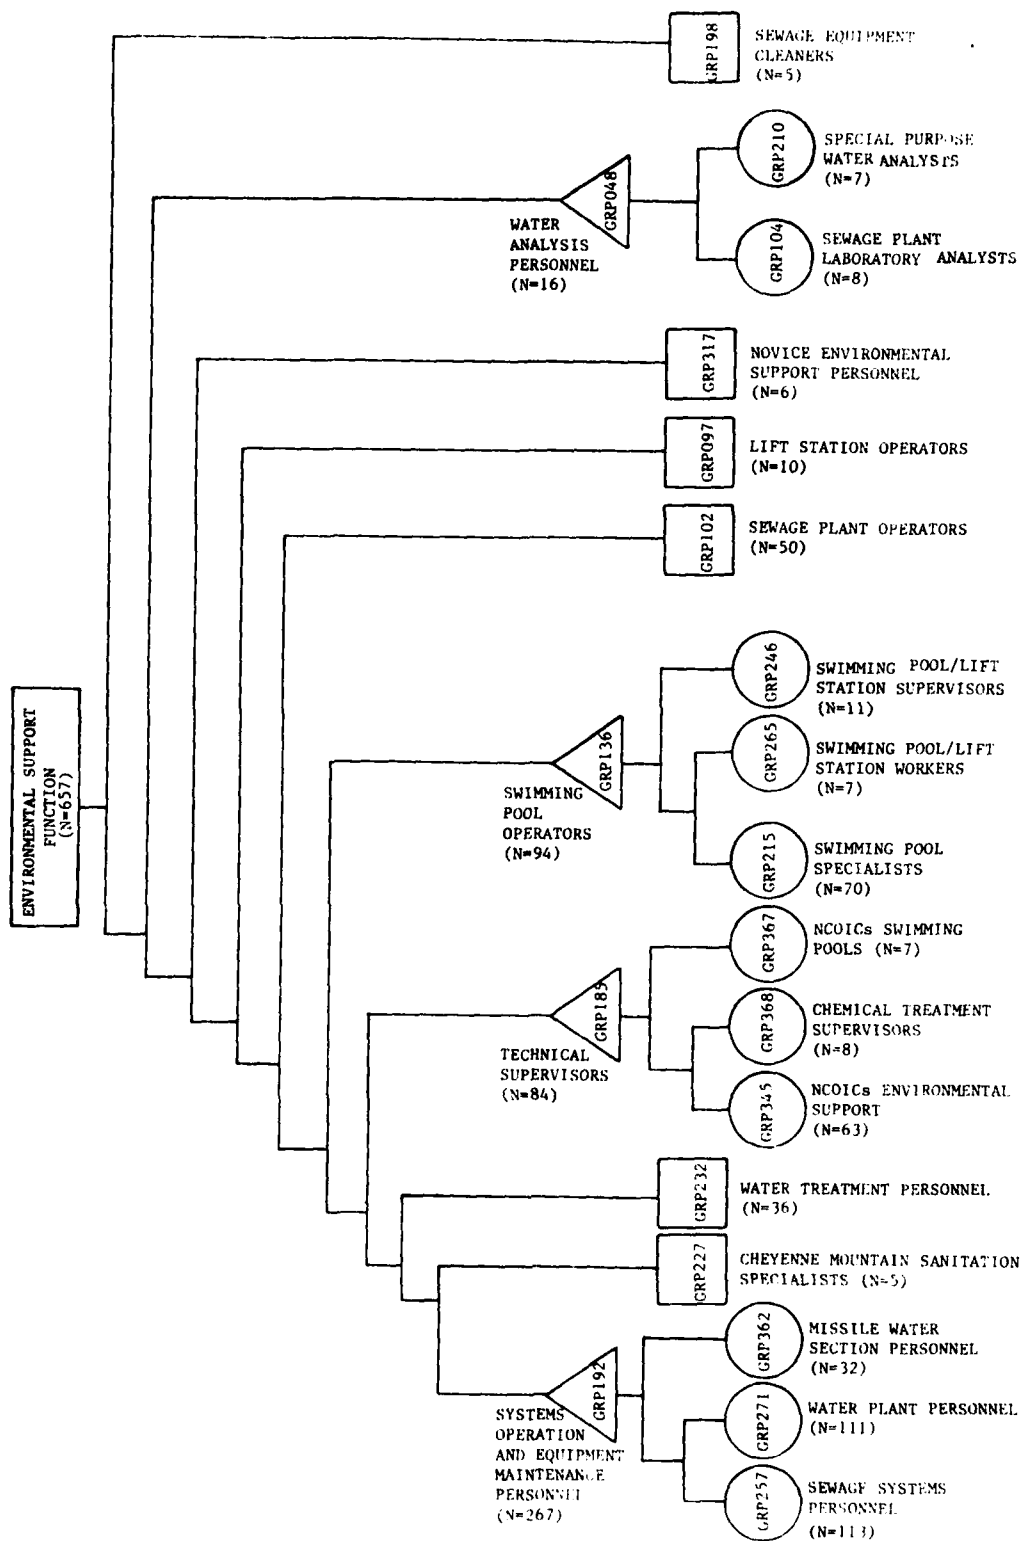 ENVIRONMENTAL SUPPORT
FUNCTION
(N=657)
GRP198
SEWAGE EQUIPMENT
CLEANERS
(N=5)
WATER
ANALYSIS
PERSONNEL
(N=16)
GRP048
GRP210
SPECIAL PURPOSE
WATER ANALYSTS
(N=7)
GRP104
SEWAGE PLANT
LABORATORY ANALYSTS
(N=8)
GRP317
NOVICE ENVIRONMENTAL
SUPPORT PERSONNEL
(N=6)
GRP097
LIFT STATION OPERATORS
(N=10)
GRP102
SEWAGE PLANT OPERATORS
(N=50)
SWIMMING
POOL
OPERATORS
(N=94)
GRP136
GRP246
SWIMMING POOL/LIFT
STATION SUPERVISORS
(N=11)
GRP265
SWIMMING POOL/LIFT
STATION WORKERS
(N=7)
GRP215
SWIMMING POOL
SPECIALISTS
(N=70)
TECHNICAL
SUPERVISORS
(N=84)
GRP189
GRP367
NCOICs SWIMMING
POOLS (N=7)
GRP368
CHEMICAL TREATMENT
SUPERVISORS
(N=8)
GRP345
NCOICs ENVIRONMENTAL
SUPPORT
(N=63)
GRP232
WATER TREATMENT PERSONNEL
(N=36)
GRP227
CHEYENNE MOUNTAIN SANITATION
SPECIALISTS (N=5)
SYSTEMS
OPERATION
AND EQUIPMENT
MAINTENANCE
PERSONNEL
(N=267)
GRP192
GRP362
MISSILE WATER
SECTION PERSONNEL
(N=32)
GRP271
WATER PLANT PERSONNEL
(N=111)
GRP257
SEWAGE SYSTEMS
PERSONNEL
(N=113)